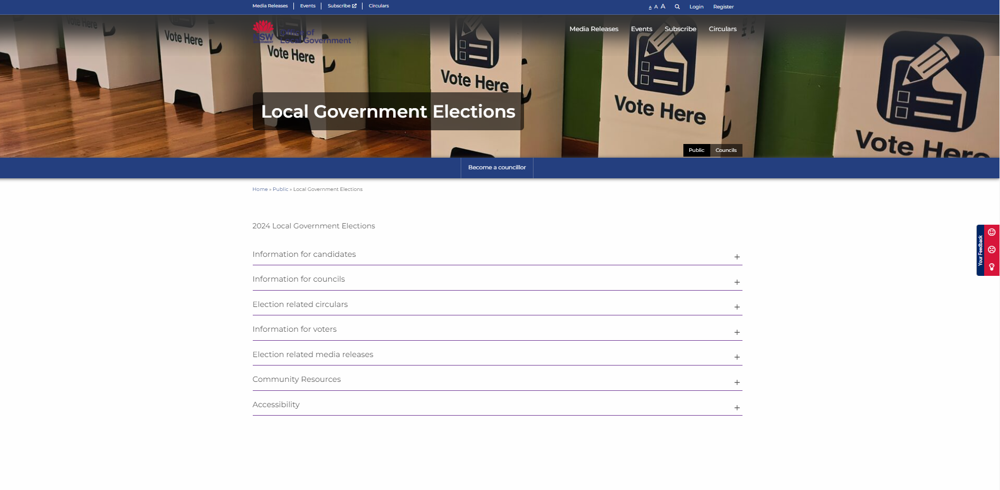 Media Releases
Events
Subscribe
Circulars
A A A
Login
Register
NSW
GOVERNMENT
Office of
Local Government
Media Releases
Events
Subscribe
Circulars
Vote Here
Vote Here
Vote Here
Vote Here
Vote Here
Local Government Elections
Public
Councils
Become a councillor
Home » Public » Local Government Elections
2024 Local Government Elections
Information for candidates
Information for councils
Election related circulars
Information for voters
Election related media releases
Community Resources
Accessibility
Your Feedback